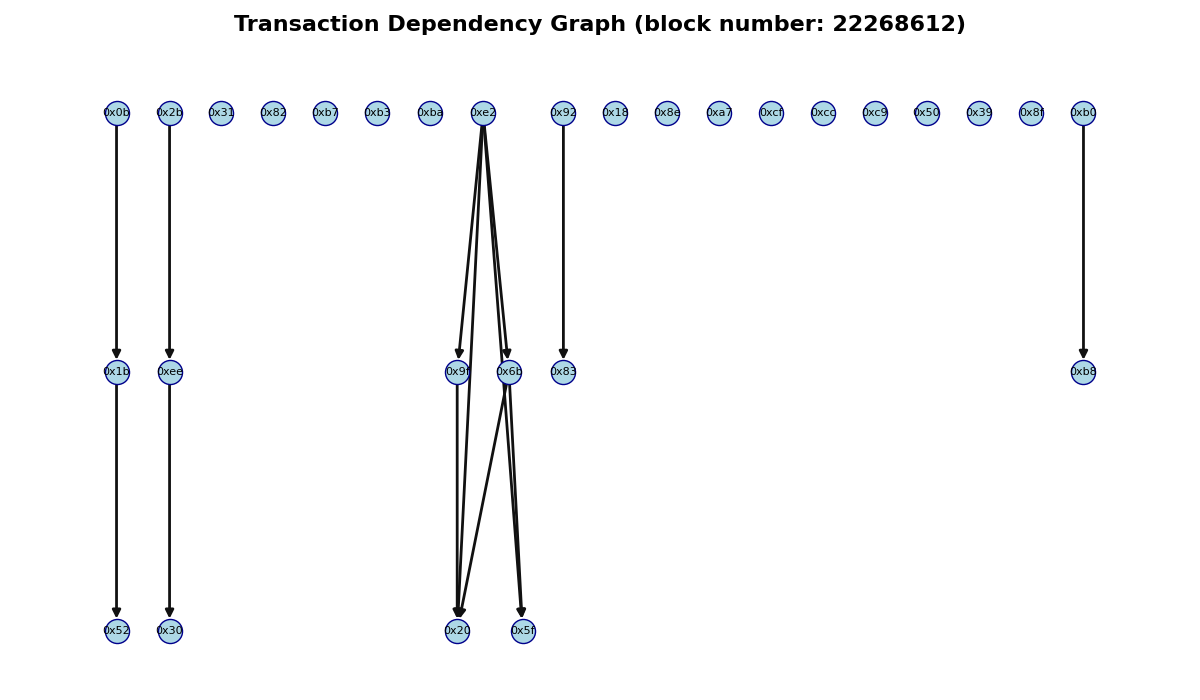 Transaction Dependency Graph (block number: 22268612)
0x0b 0x2b 0x31 0x82 0xb7 0xb3 0xba 0xe2 0x92 0x18 0x8e 0xa7 0xcf 0xcc 0xc9 0x50 0x39 0x8f 0xb0
0x1b 0xee 0x9f 0x6b 0x83 0xb8
0x52 0x30 0x20 0x5f